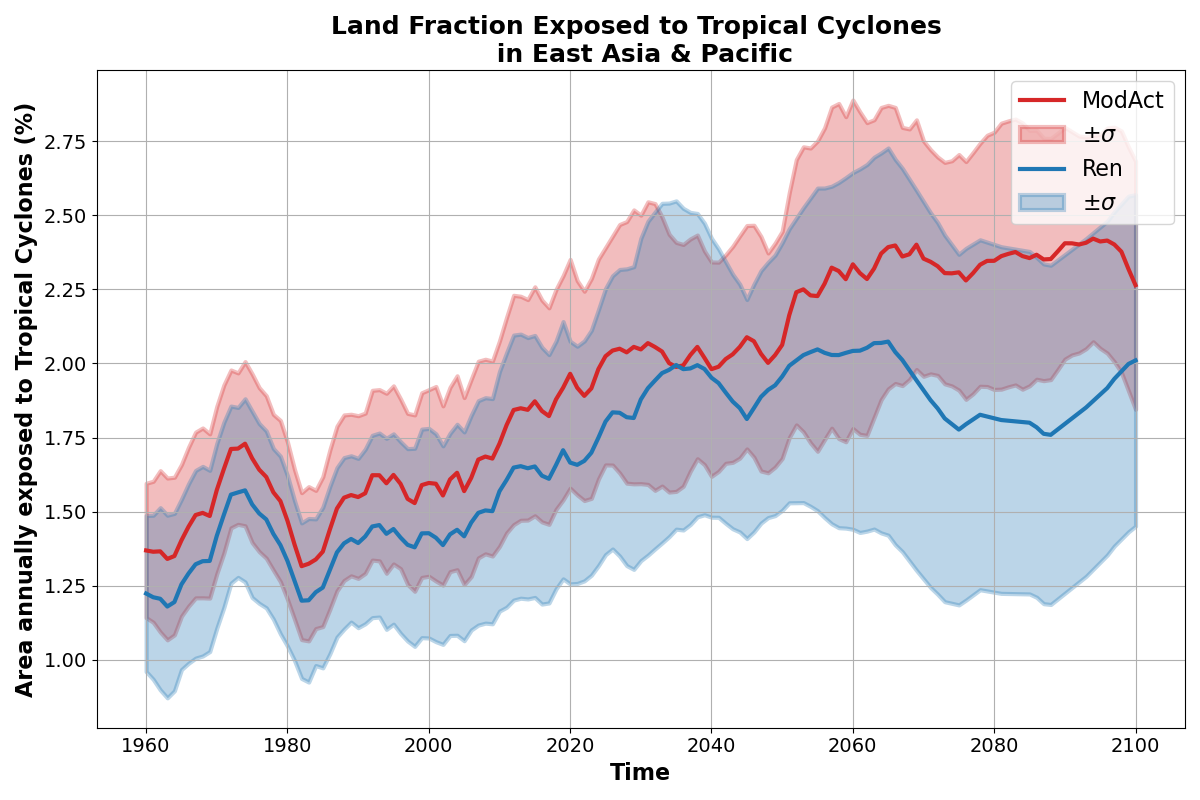 Land Fraction Exposed to Tropical Cyclones
in East Asia & Pacific
Area annually exposed to Tropical Cyclones (%)
2.75
2.50
2.25
2.00
1.75
1.50
1.25
1.00
ModAct
±σ
Ren
±σ
1960 1980 2000 2020 2040 2060 2080 2100
Time